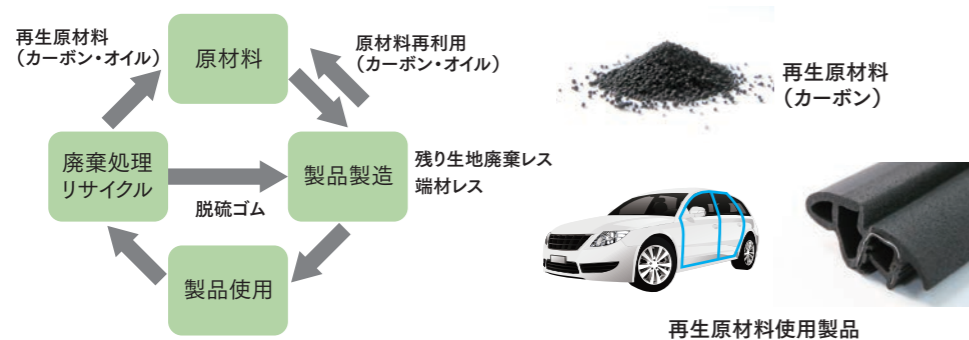 再生原材料
（カーボン・オイル）
原材料
原材料再利用
（カーボン・オイル）
再生原材料
（カーボン）
廃棄処理
リサイクル
脱硫ゴム
製品製造
残り生地廃棄レス
端材レス
製品使用
再生原材料使用製品